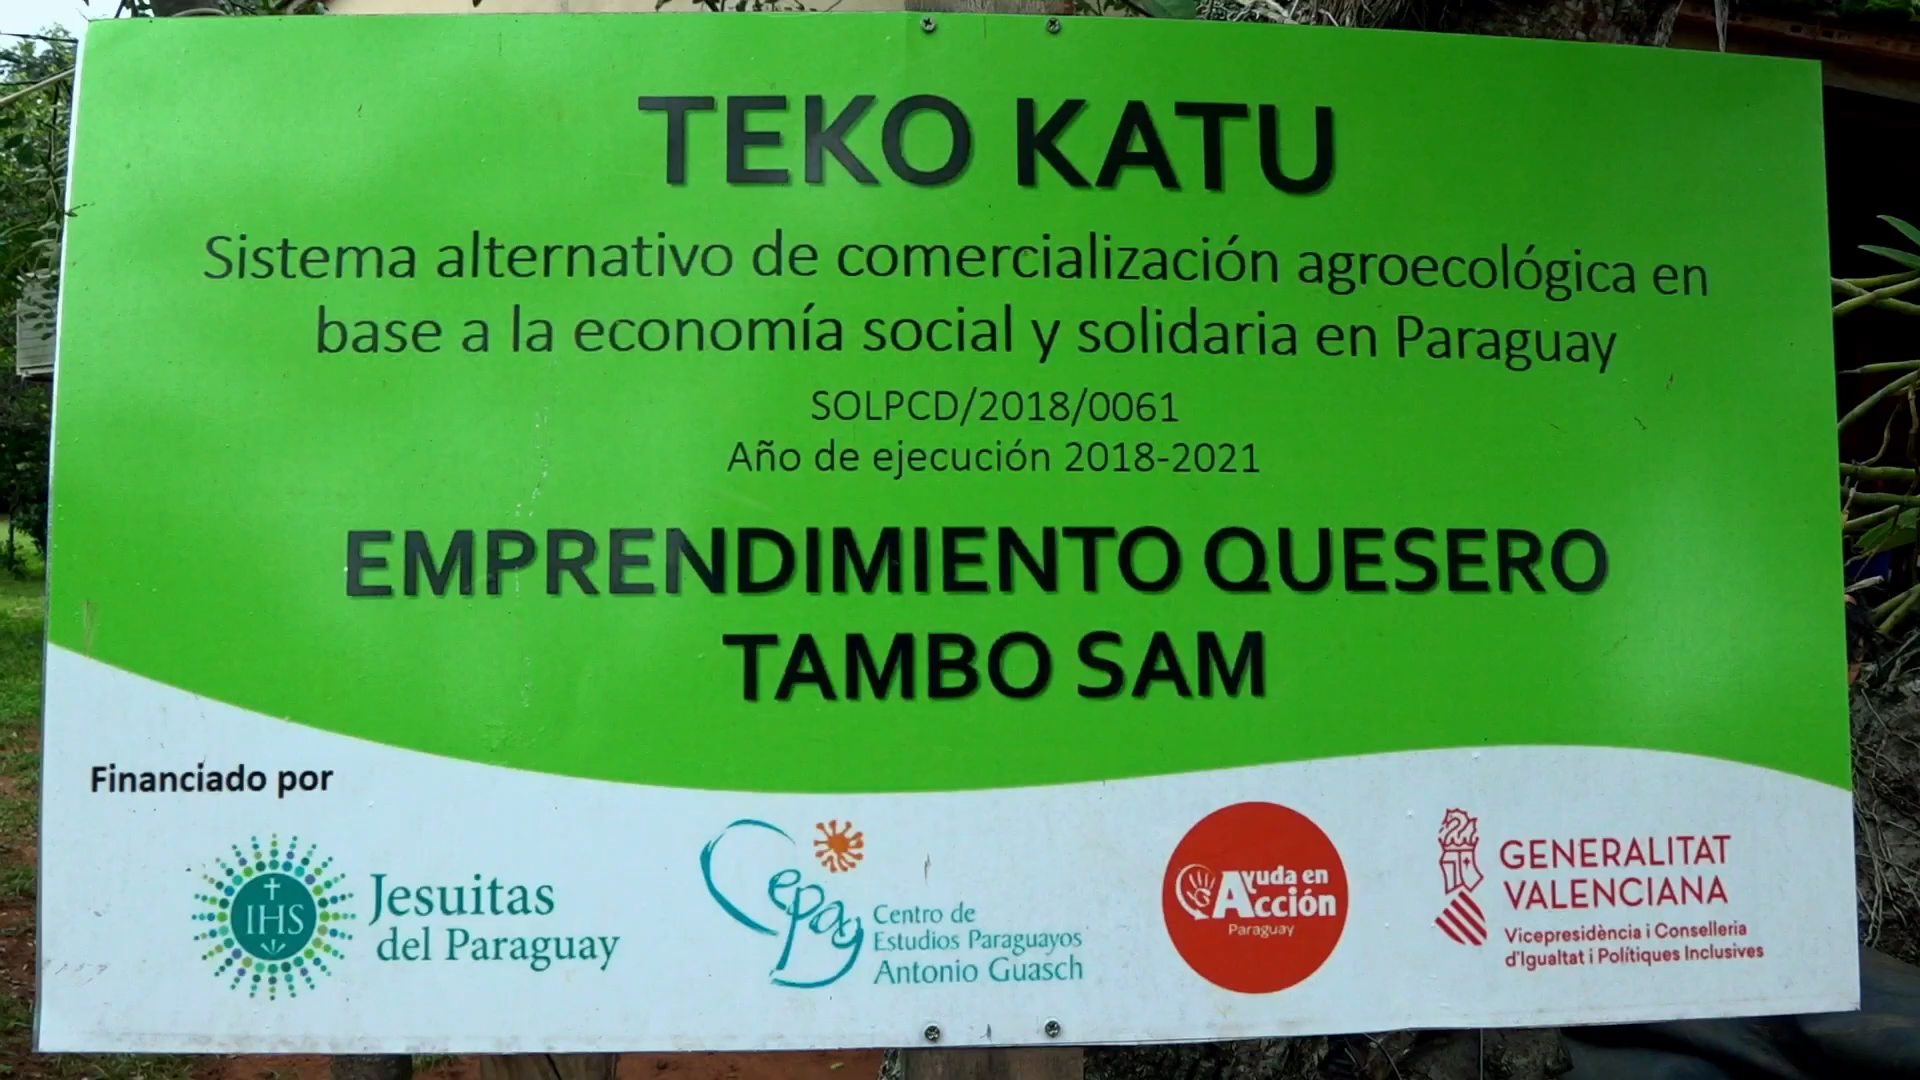 TEKO KATU
Sistema alternativo de comercialización agroecológica en
base a la economía social y solidaria en Paraguay
SOLPCD/2018/0061
Año de ejecución 2018-2021
EMPRENDIMIENTO QUESERO
TAMBO SAM
Financiado por
IHS
Jesuitas
del Paraguay
Cepag
Centro de
Estudios Paraguayos
Antonio Guasch
Ayuda en
Acción
Paraguay
GENERALITAT
VALENCIANA
Vicepresidència i Conselleria
d'Igualtat i Polítiques Inclusives